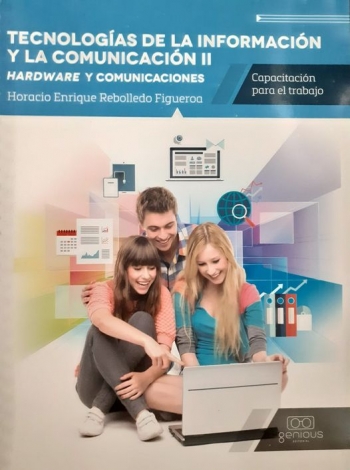 TECNOLOGÍAS DE LA INFORMACIÓN
Y LA COMUNICACIÓN II
HARDWARE Y COMUNICACIONES
Horacio Enrique Rebolledo Figueroa
Capacitación
para el trabajo
genious